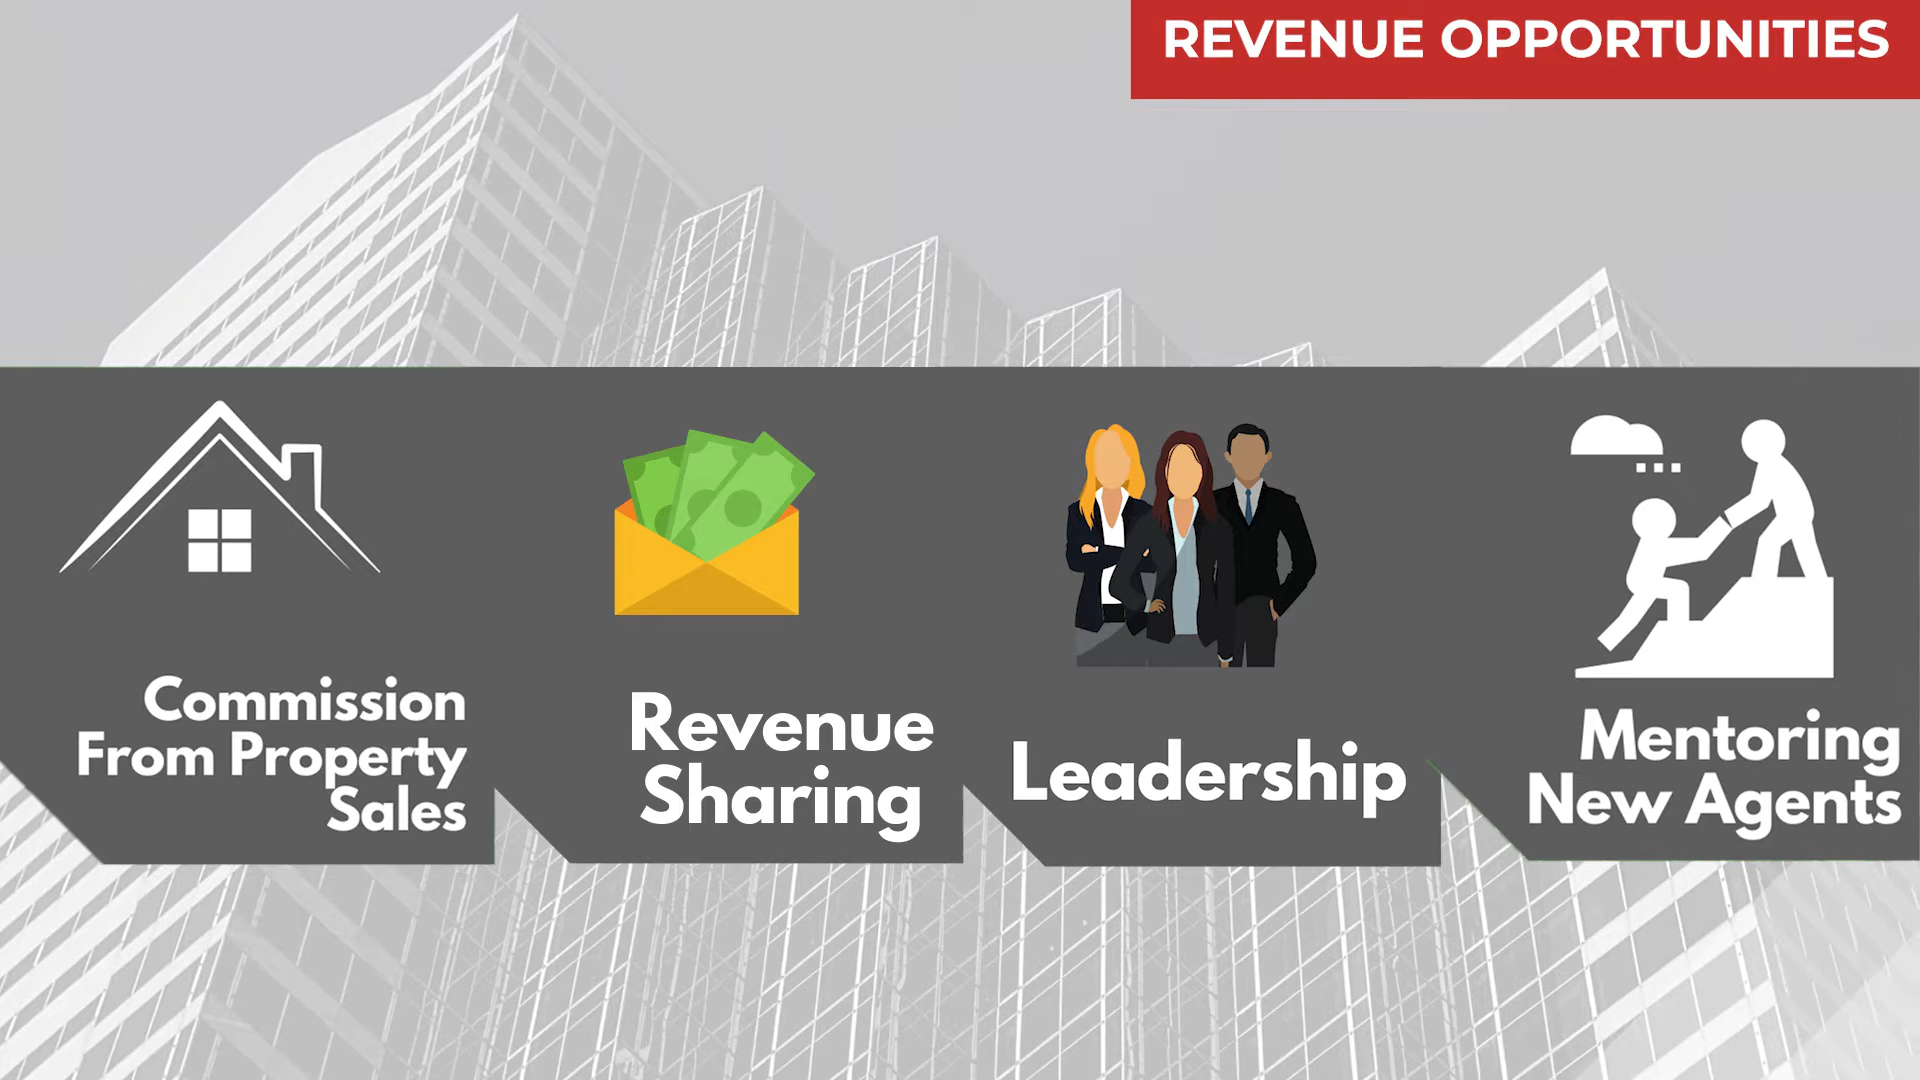 REVENUE OPPORTUNITIES
Commission
From Property
Sales
Revenue
Sharing
Leadership
Mentoring
New Agents